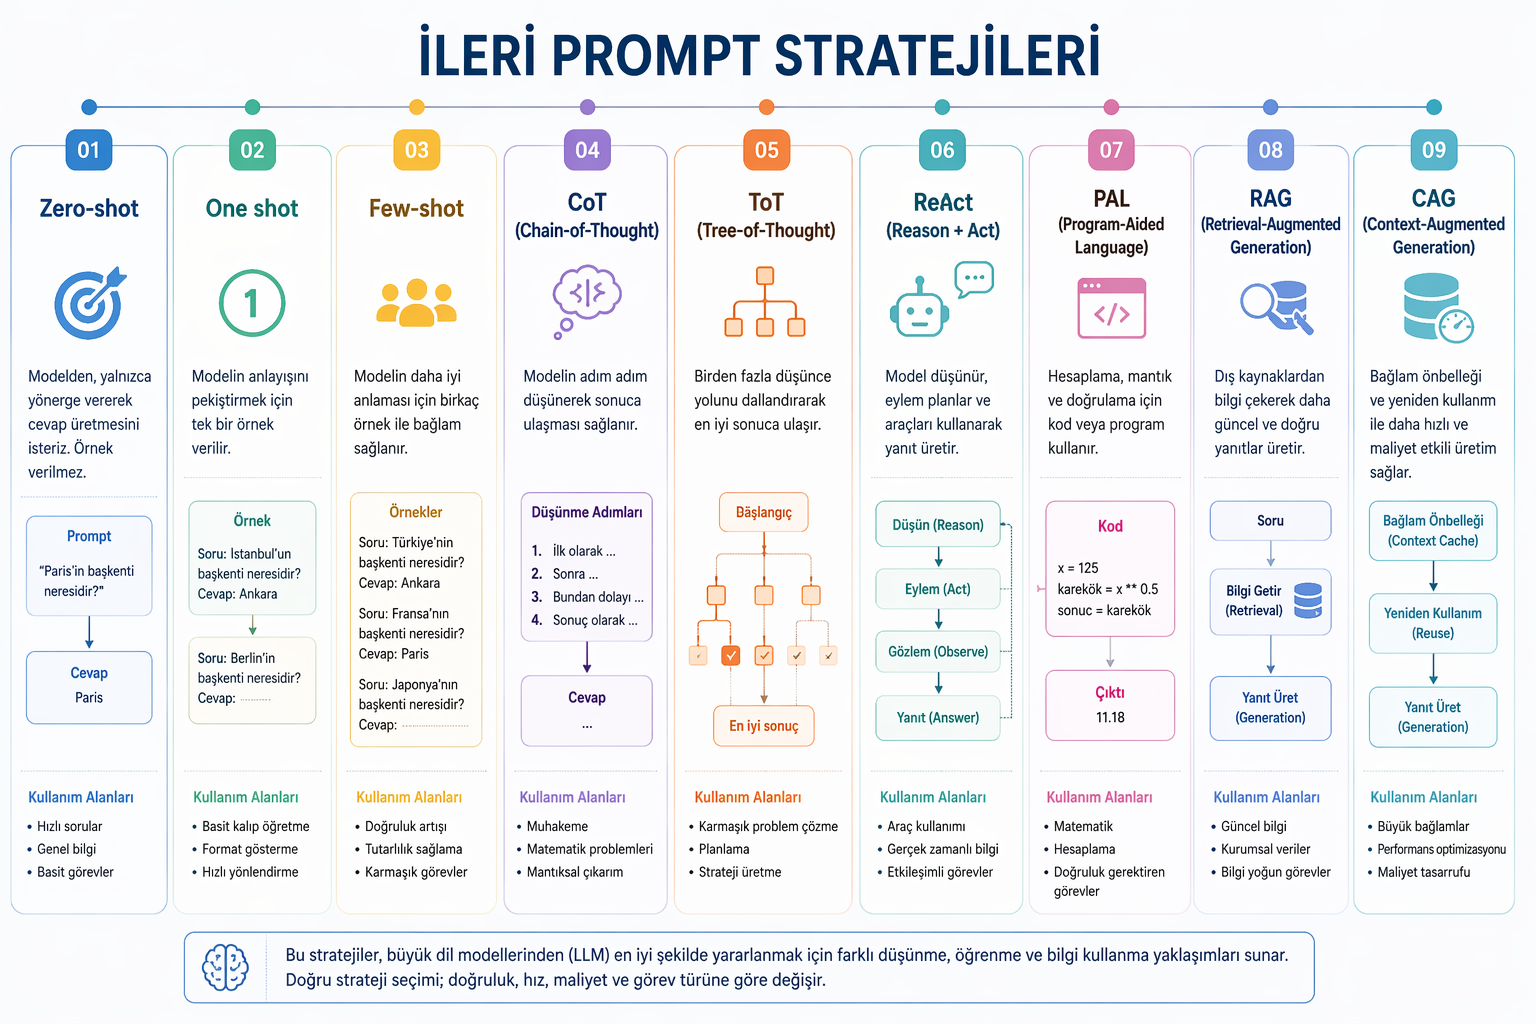 İLERİ PROMPT STRATEJİLERİ
01
Zero-shot
Modelden, yalnızca
yönerge vererek
cevap üretmesini
isteriz. Örnek
verilmez.
Prompt
“Paris'in başkenti
neresidir?”
Cevap
Paris
Kullanım Alanları
• Hızlı sorular
• Genel bilgi
• Basit görevler
02
One shot
1
Modelin anlayışını
pekiştirmek için
tek bir örnek
verilir.
Örnek
Soru: İstanbul'un
başkenti neresidir?
Cevap: Ankara
Soru: Berlin'in
başkenti neresidir?
Cevap: ............
Kullanım Alanları
• Basit kalıp öğretme
• Format gösterme
• Hızlı yönlendirme
03
Few-shot
Modelin daha iyi
anlaması için birkaç
örnek ile bağlam
sağlanır.
Örnekler
Soru: Türkiye'nin
başkenti neresidir?
Cevap: Ankara
Soru: Fransa'nın
başkenti neresidir?
Cevap: Paris
Soru: Japonya'nın
başkenti neresidir?
Cevap: ............
Kullanım Alanları
• Doğruluk artışı
• Tutarlılık sağlama
• Karmaşık görevler
04
CoT
(Chain-of-Thought)
Modelin adım adım
düşünerek sonuca
ulaşması sağlanır.
Düşünme Adımları
1. İlk olarak ...
2. Sonra ...
3. Bundan dolayı ...
4. Sonuç olarak ...
Cevap
...
Kullanım Alanları
• Muhakeme
• Matematik problemleri
• Mantıksal çıkarım
05
ToT
(Tree-of-Thought)
Birden fazla düşünce
yolunu dallandırarak
en iyi sonuca ulaşır.
Bäşlangıç
En iyi sonuç
Kullanım Alanları
• Karmaşık problem çözme
• Planlama
• Strateji üretme
06
ReAct
(Reason + Act)
Model düşünür,
eylem planlar ve
araçları kullanarak
yanıt üretir.
Düşün (Reason)
Eylem (Act)
Gözlem (Observe)
Yanıt (Answer)
Kullanım Alanları
• Araç kullanımı
• Gerçek zamanlı bilgi
• Etkileşimli görevler
07
PAL
(Program-Aided
Language)
</>
Hesaplama, mantık
ve doğrulama için
kod veya program
kullanır.
Kod
x = 125
karekök = x ** 0.5
sonuc = karekök
Çıktı
11.18
Kullanım Alanları
• Matematik
• Hesaplama
• Doğruluk gerektiren
görevler
08
RAG
(Retrieval-Augmented
Generation)
Dış kaynaklardan
bilgi çekerek daha
güncel ve doğru
yanıtlar üretir.
Soru
Bilgi Getir
(Retrieval)
Yanıt Üret
(Generation)
Kullanım Alanları
• Güncel bilgi
• Kurumsal veriler
• Bilgi yoğun görevler
09
CAG
(Context-Augmented
Generation)
Bağlam önbelleği
ve yeniden kullanm
ile daha hızlı ve
maliyet etkili üretim
sağlar.
Bağlam Önbelleği
(Context Cache)
Yeniden Kullanım
(Reuse)
Yanıt Üret
(Generation)
Kullanım Alanları
• Büyük bağlamlar
• Performans optimizasyonu
• Maliyet tasarrufu
Bu stratejiler, büyük dil modellerinden (LLM) en iyi şekilde yararlanmak için farklı düşünme, öğrenme ve bilgi kullanma yaklaşımları sunar.
Doğru strateji seçimi; doğruluk, hız, maliyet ve görev türüne göre değişir.